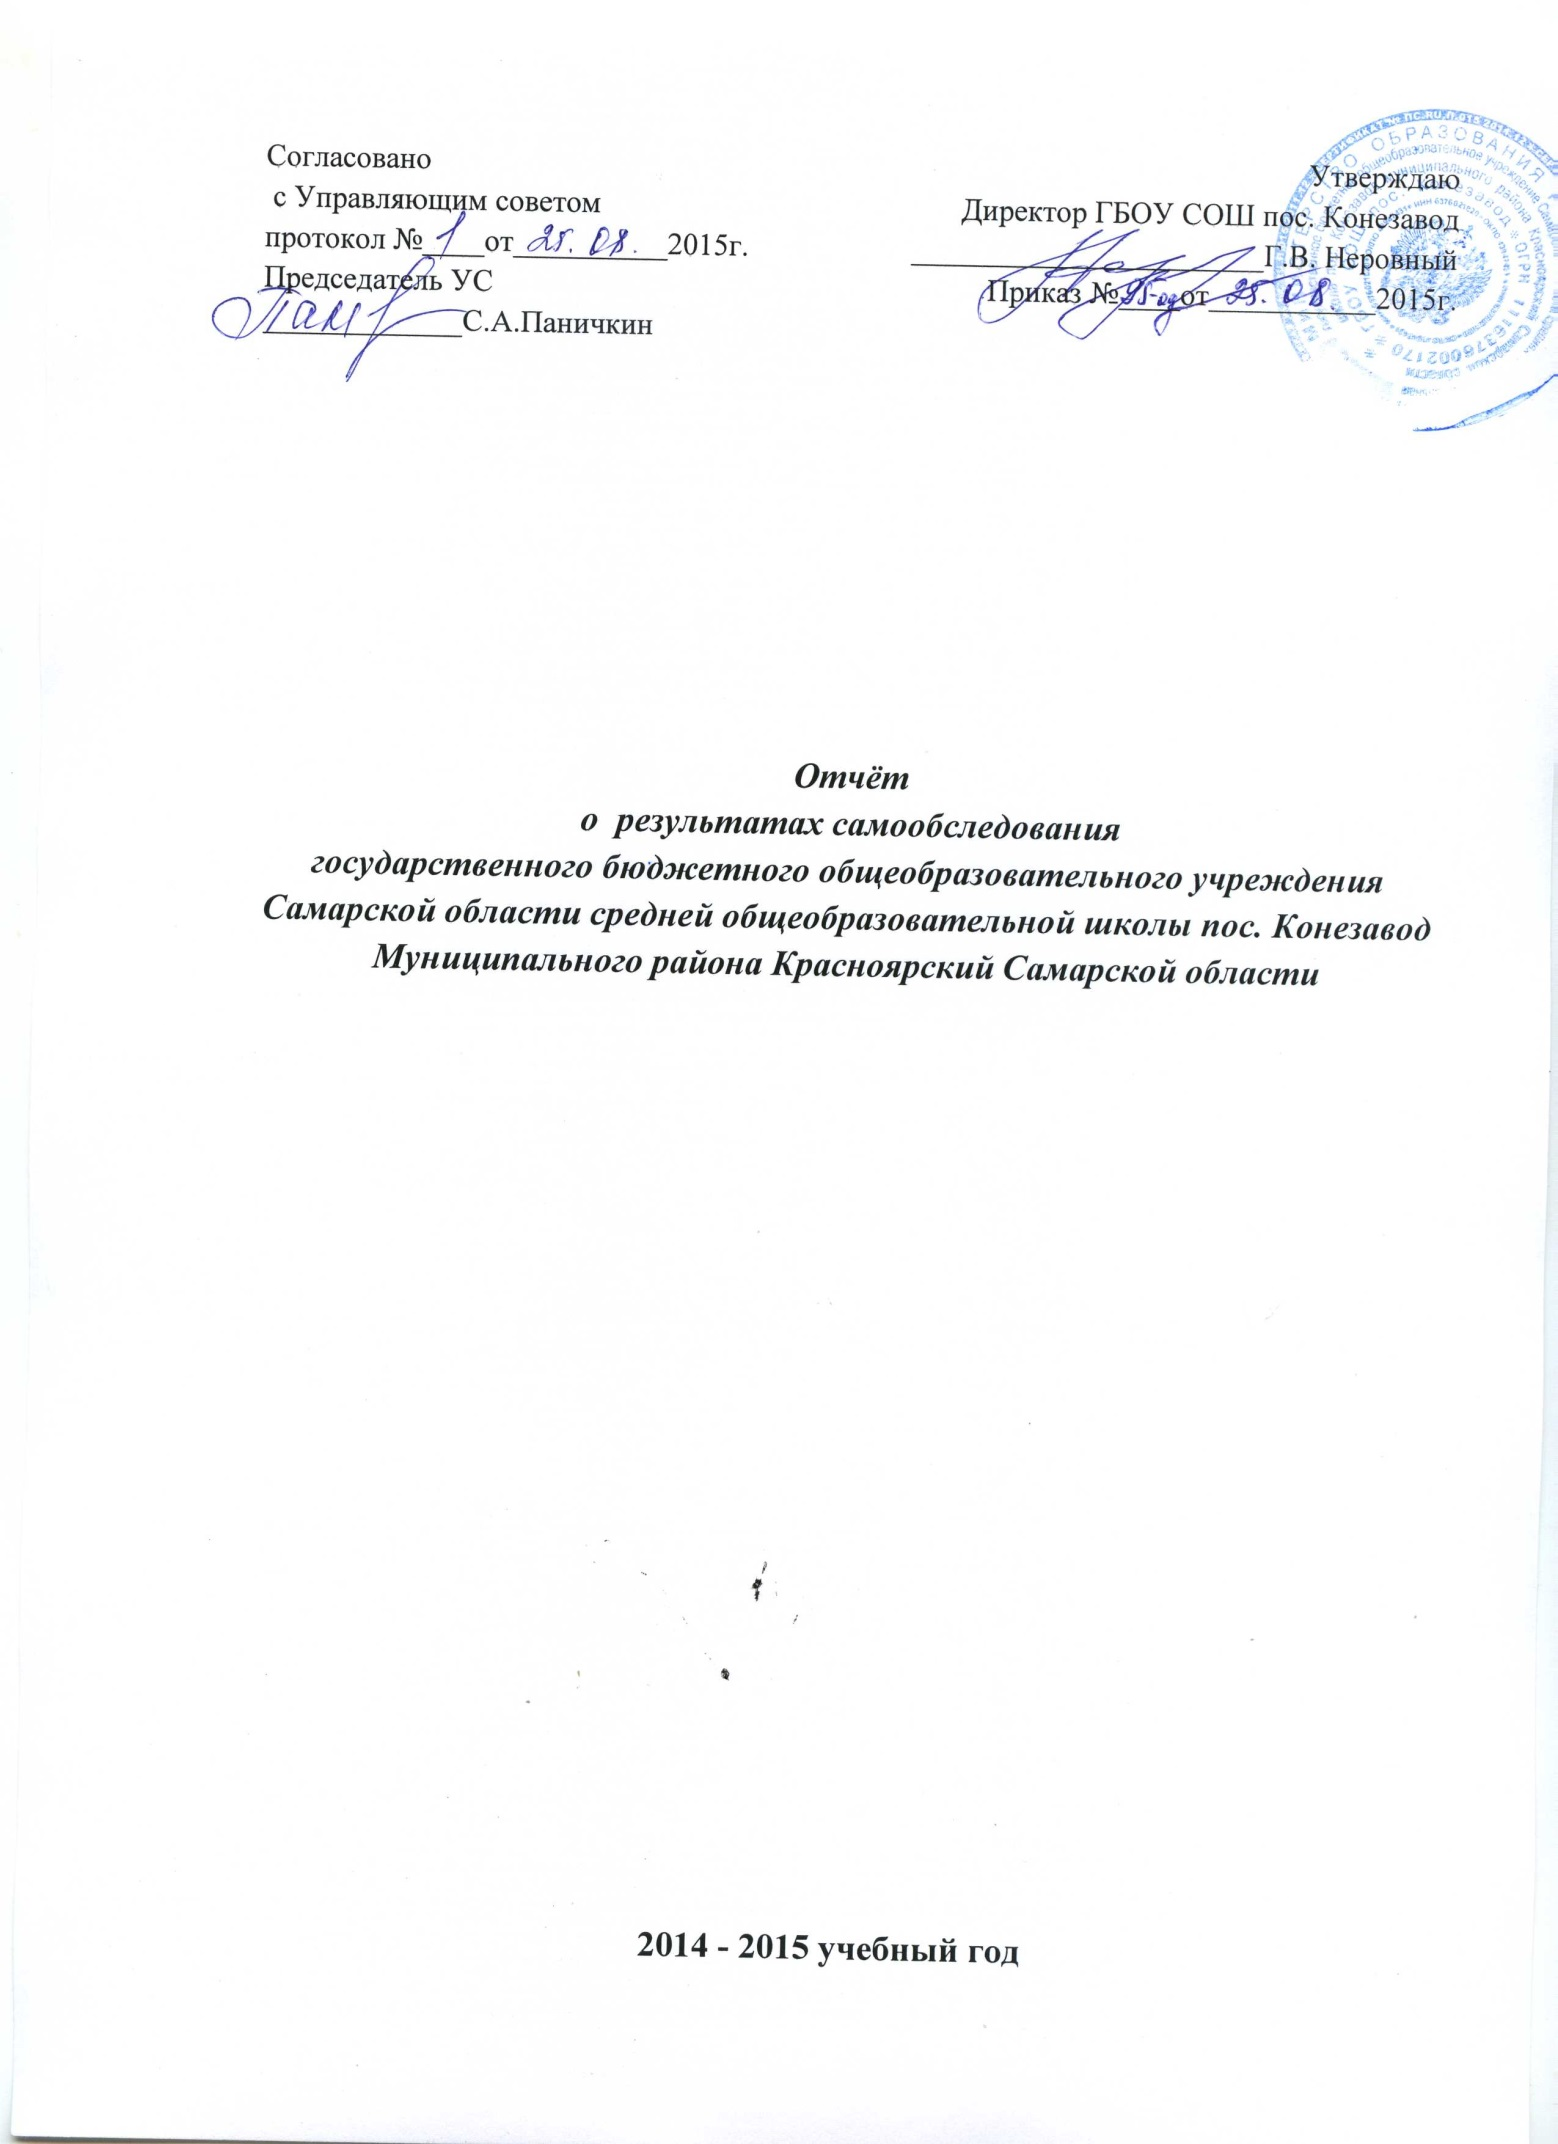 Согласовано
с Управляющим советом
протокол № 1 от 25. 08. 2015г.
Председатель УС
С.А.Паничкин
Утверждаю
Директор ГБОУ СОШ пос. Конезавод
Г.В. Неровный
Приказ № 95-од от 25. 08 2015г.
Отчёт
о результатах самообследования
государственного бюджетного общеобразовательного учреждения
Самарской области средней общеобразовательной школы пос. Конезавод
Муниципального района Красноярский Самарской области
2014 - 2015 учебный год